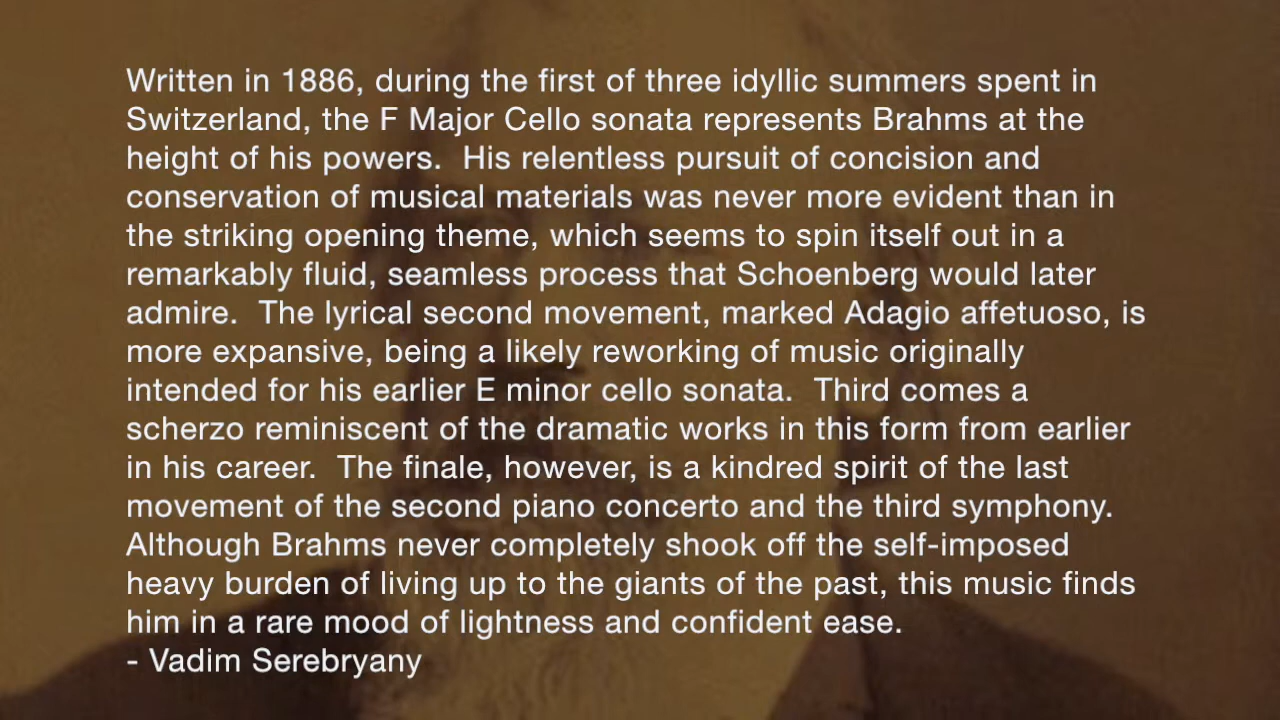 Written in 1886, during the first of three idyllic summers spent in
Switzerland, the F Major Cello sonata represents Brahms at the
height of his powers.  His relentless pursuit of concision and
conservation of musical materials was never more evident than in
the striking opening theme, which seems to spin itself out in a
remarkably fluid, seamless process that Schoenberg would later
admire.  The lyrical second movement, marked Adagio affetuoso, is
more expansive, being a likely reworking of music originally
intended for his earlier E minor cello sonata.  Third comes a
scherzo reminiscent of the dramatic works in this form from earlier
in his career.  The finale, however, is a kindred spirit of the last
movement of the second piano concerto and the third symphony.
Although Brahms never completely shook off the self-imposed
heavy burden of living up to the giants of the past, this music finds
him in a rare mood of lightness and confident ease.
- Vadim Serebryany